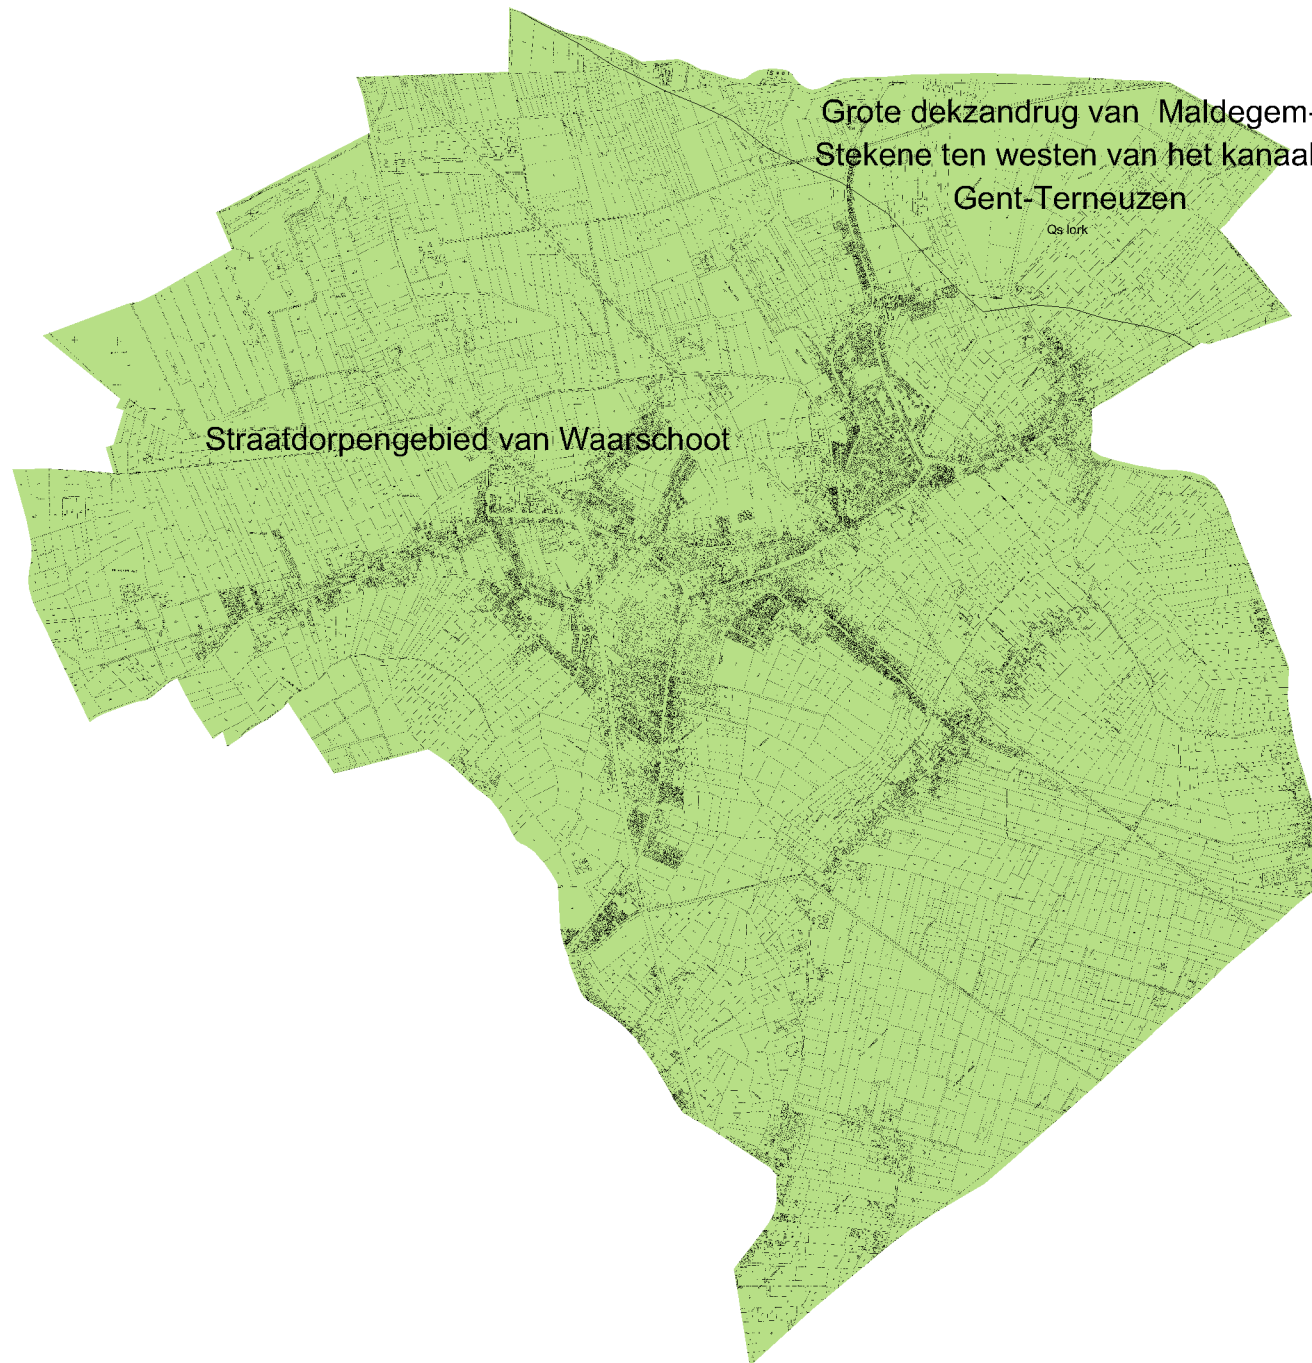 Grote dekzandrug van Maldegem-
Stekene ten westen van het kanaal
Gent-Terneuzen
Qs lork
Straatdorpengebied van Waarschoot